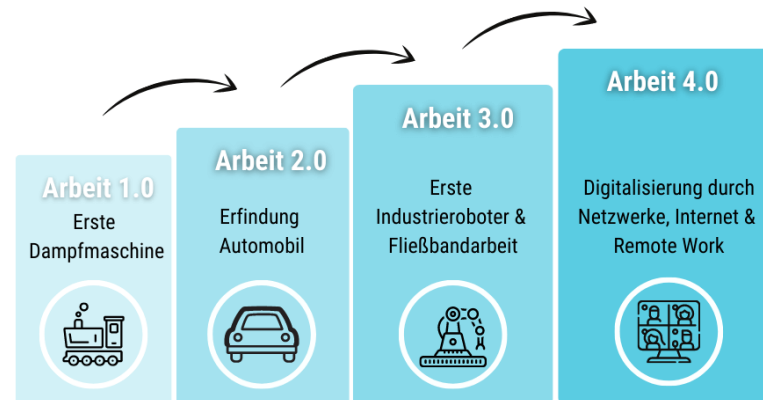 Arbeit 1.0
Erste
Dampfmaschine
Arbeit 2.0
Erfindung
Automobil
Arbeit 3.0
Erste
Industrieroboter &
Fließbandarbeit
Arbeit 4.0
Digitalisierung durch
Netzwerke, Internet &
Remote Work